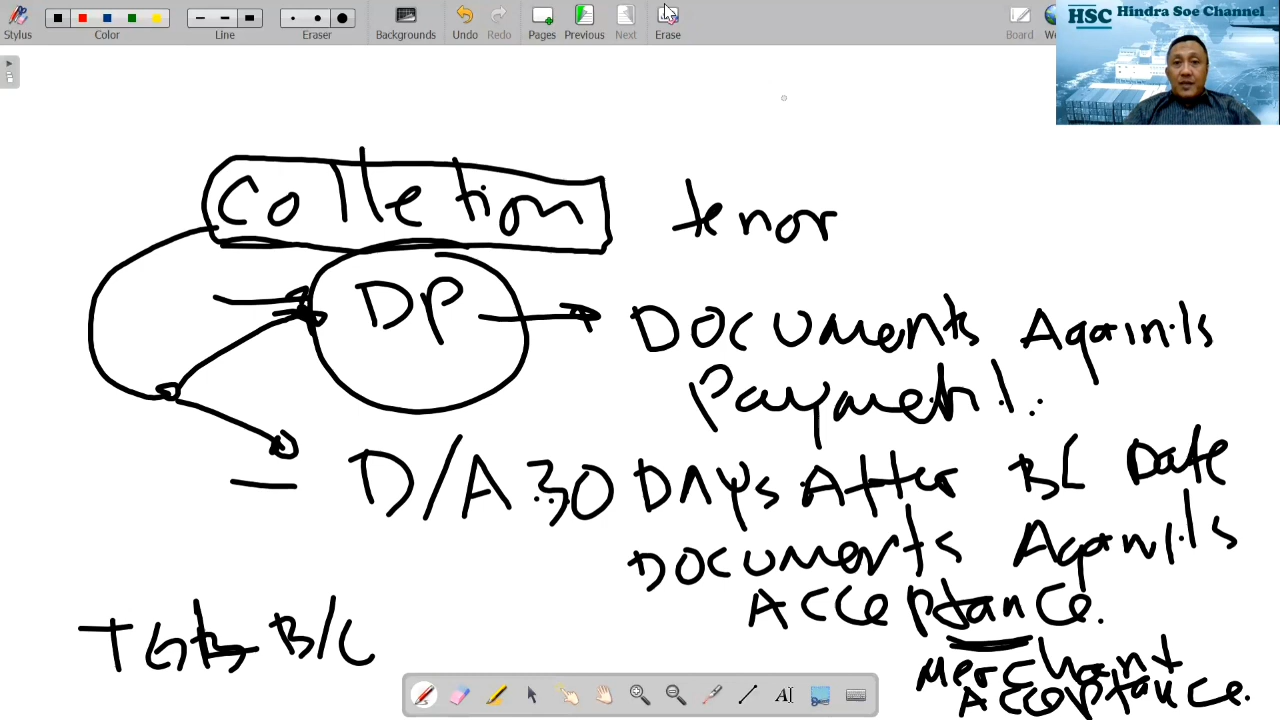 Stylus
Color
Line
Eraser
Backgrounds
Undo
Redo
Pages
Previous
Next
Erase
Board
HSC Hindra Soe Channel
Colletion
tenor
DP
DOCUMENTS Againts
Payment.
D/A 30 DAYS After BL Date
DOCUMENTS Againts
Acceptance.
B/C
Merchant
Acceptance.